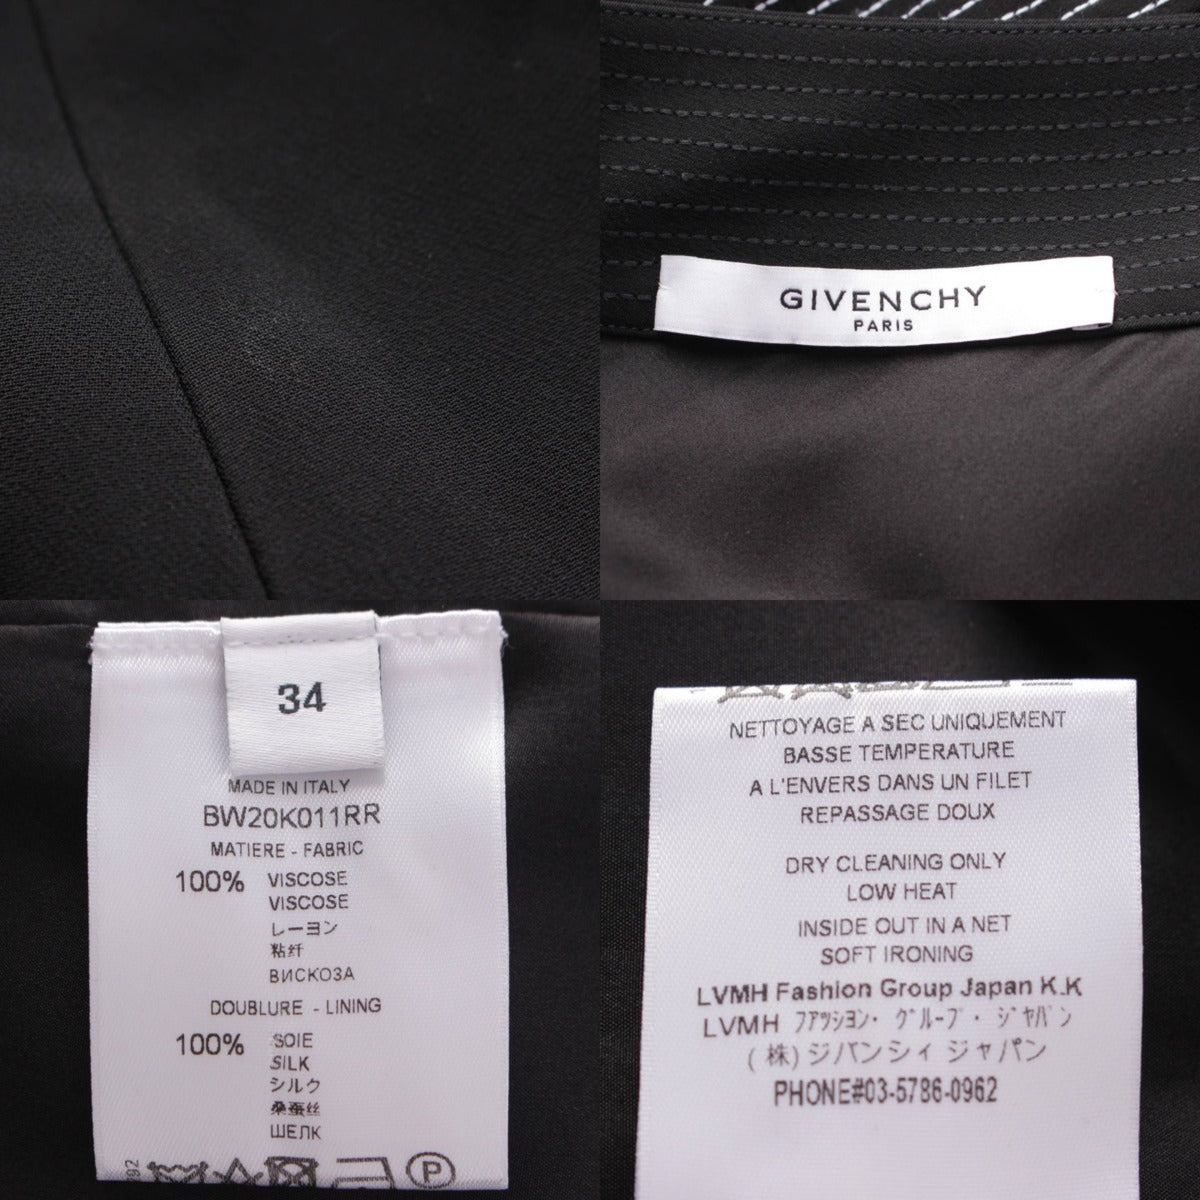 GIVENCHY
PARIS
34
MADE IN ITALY
BW20K011RR
MATIERE - FABRIC
100% VISCOSE
VISCOSE
レーヨン
粘纤
ВИСКОЗА
DOUBLURE - LINING
100% SOIE
SILK
シルク
桑蚕丝
ШЕЛК
P
NETTOYAGE A SEC UNIQUEMENT
BASSE TEMPERATURE
A L'ENVERS DANS UN FILET
REPASSAGE DOUX
DRY CLEANING ONLY
LOW HEAT
INSIDE OUT IN A NET
SOFT IRONING
LVMH Fashion Group Japan K.K
LVMH ファッション・グループ・ジャパン
(株)ジバンシィ ジャパン
PHONE#03-5786-0962